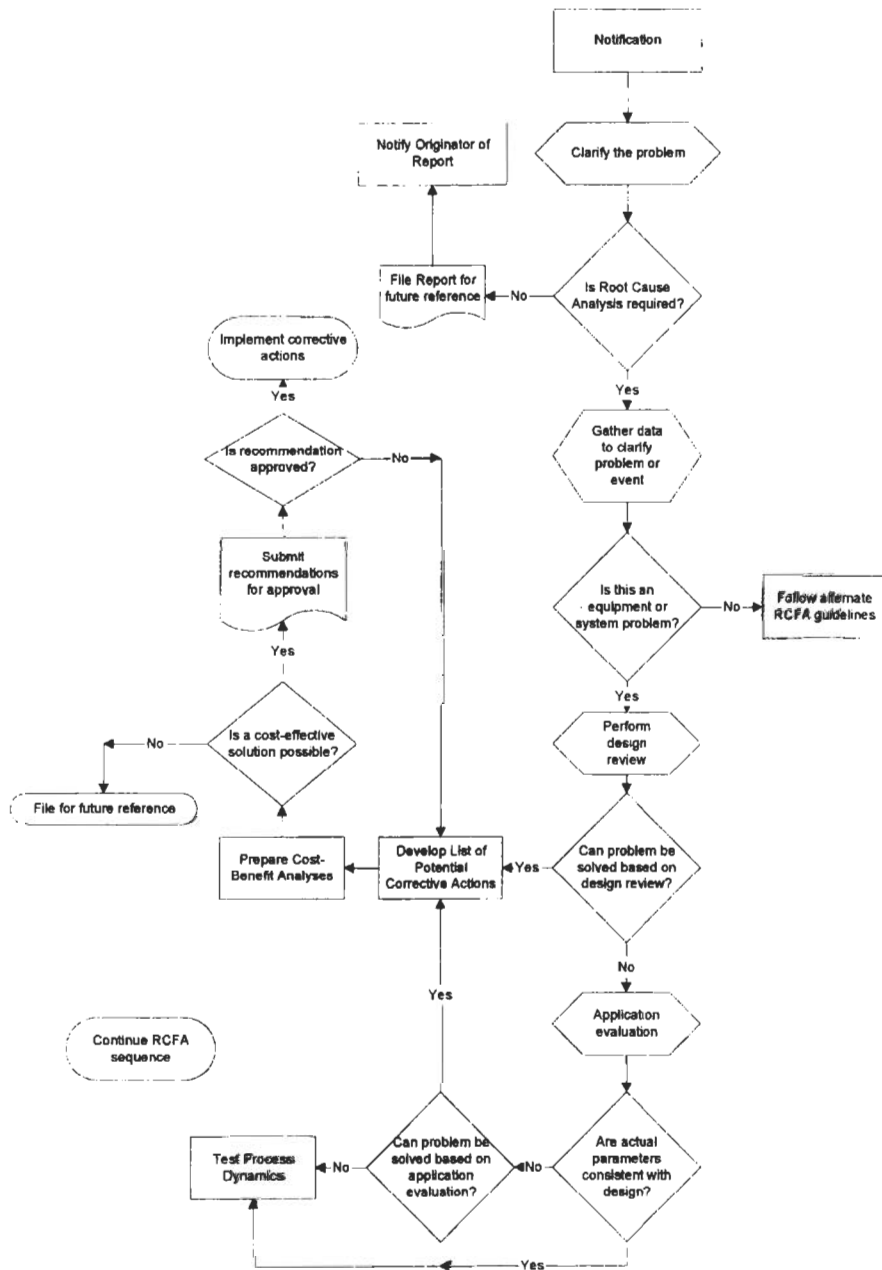 Notification
Clarify the problem
Notify Originator of
Report
Is Root Cause
Analysis required?
No
File Report for
future reference
Implement corrective
actions
Yes
Yes
Gather data
to clarify
problem or
event
Is recommendation
approved?
No
Submit
recommendations
for approval
Is this an
equipment or
system problem?
No
Follow alternate
RCFA guidelines
Yes
Yes
Perform
design
review
Is a cost-effective
solution possible?
No
File for future reference
Prepare Cost-
Benefit Analyses
Develop List of
Potential
Corrective Actions
Yes
Can problem be
solved based on
design review?
No
Yes
Application
evaluation
Continue RCFA
sequence
Test Process
Dynamics
No
Can problem be
solved based on
application
evaluation?
No
Are actual
parameters
consistent with
design?
Yes